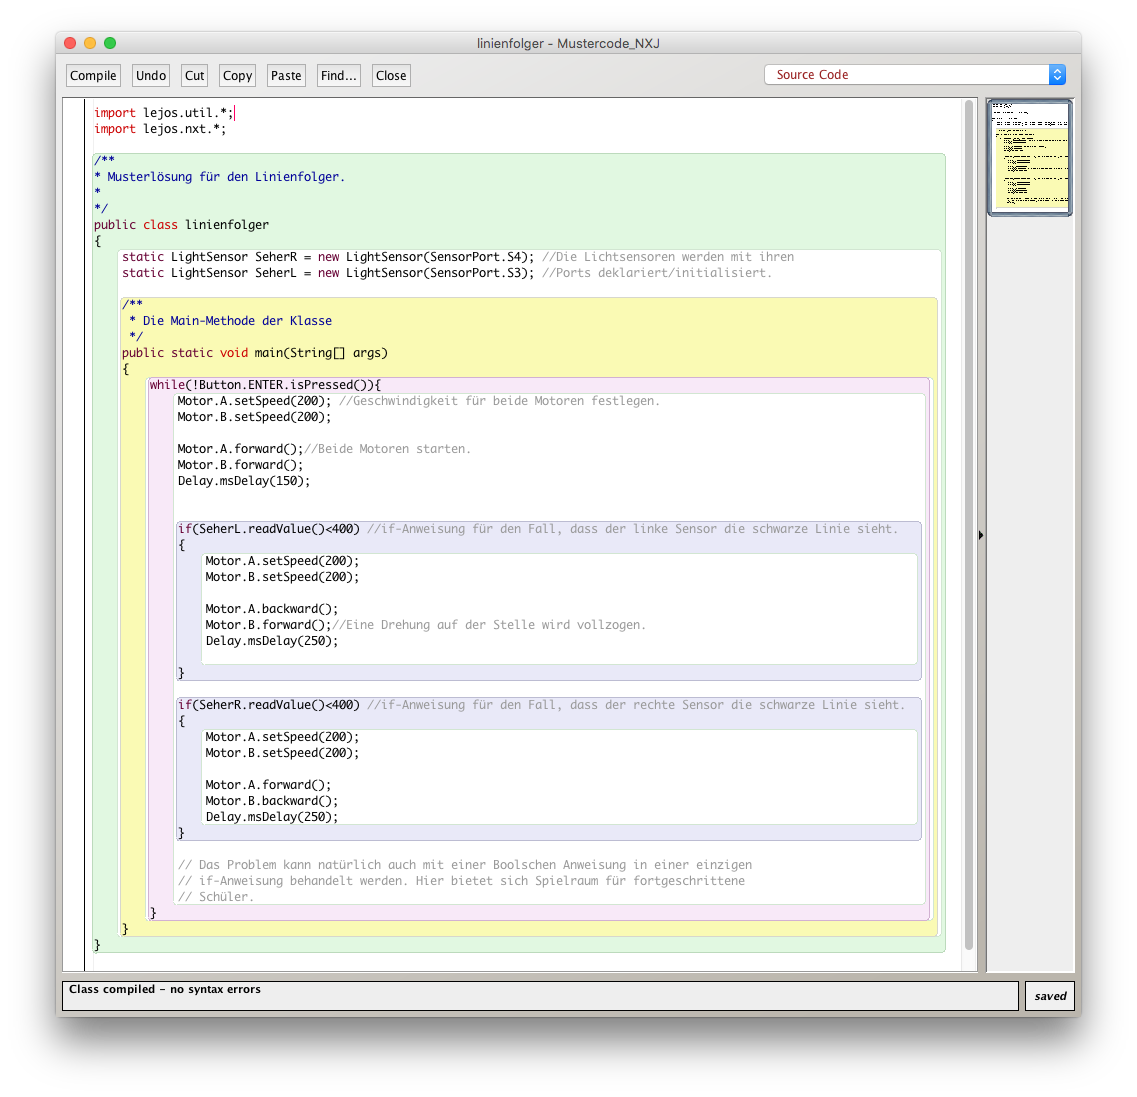 linienfolger - Mustercode_NXJ
Compile Undo Cut Copy Paste Find... Close Source Code
import lejos.util.*;
import lejos.nxt.*;
/**
* Musterlösung für den Linienfolger.
*
*/
public class linienfolger
{
static LightSensor SeherR = new LightSensor(SensorPort.S4); //Die Lichtsensoren werden mit ihren
static LightSensor SeherL = new LightSensor(SensorPort.S3); //Ports deklariert/initialisiert.
/**
* Die Main-Methode der Klasse
*/
public static void main(String[] args)
{
while(!Button.ENTER.isPressed()){
Motor.A.setSpeed(200); //Geschwindigkeit für beide Motoren festlegen.
Motor.B.setSpeed(200);
Motor.A.forward();//Beide Motoren starten.
Motor.B.forward();
Delay.msDelay(150);
if(SeherL.readValue()<400) //if-Anweisung für den Fall, dass der linke Sensor die schwarze Linie sieht.
{
Motor.A.setSpeed(200);
Motor.B.setSpeed(200);
Motor.A.backward();
Motor.B.forward();//Eine Drehung auf der Stelle wird vollzogen.
Delay.msDelay(250);
}
if(SeherR.readValue()<400) //if-Anweisung für den Fall, dass der rechte Sensor die schwarze Linie sieht.
{
Motor.A.setSpeed(200);
Motor.B.setSpeed(200);
Motor.A.forward();
Motor.B.backward();
Delay.msDelay(250);
}
// Das Problem kann natürlich auch mit einer Boolschen Anweisung in einer einzigen
// if-Anweisung behandelt werden. Hier bietet sich Spielraum für fortgeschrittene
// Schüler.
}
}
}
Class compiled - no syntax errors
saved